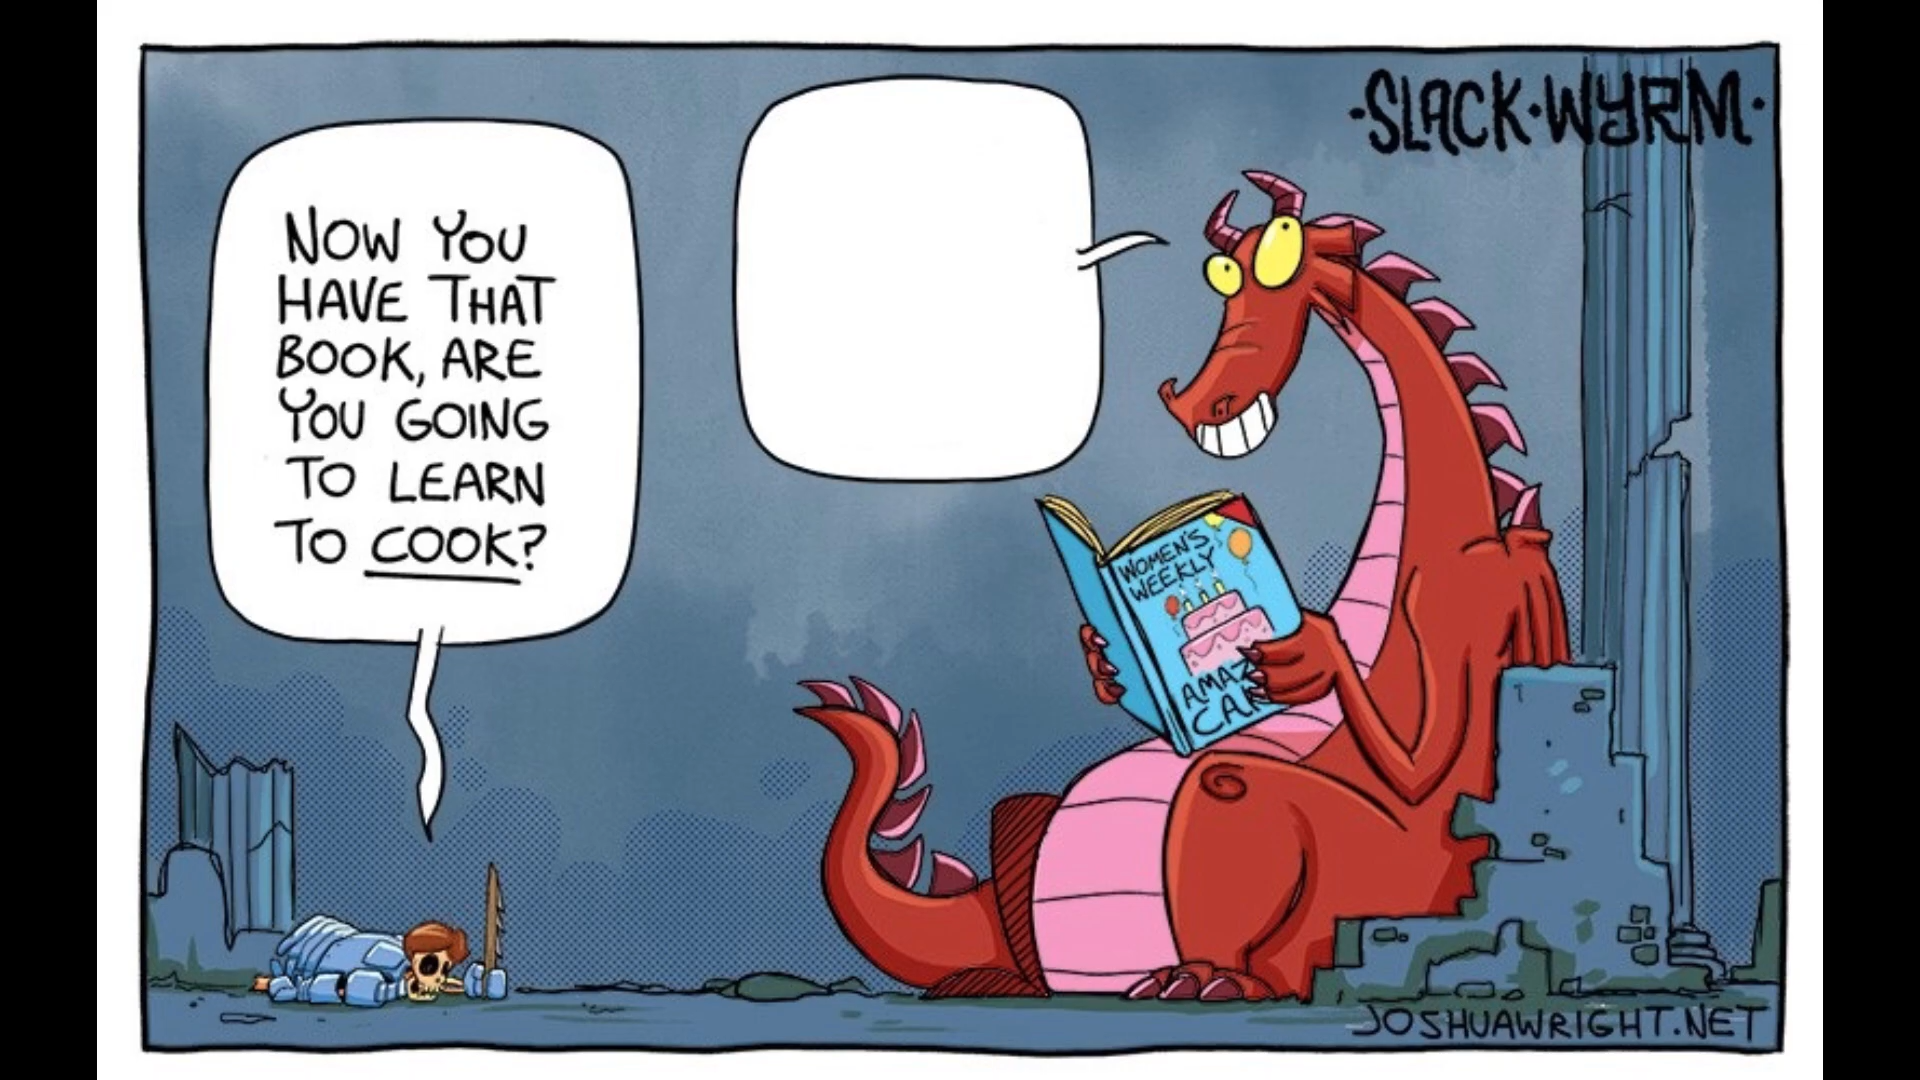 NOW YOU
HAVE THAT
BOOK, ARE
YOU GOING
TO LEARN
TO COOK?
·SLACK·WYRM·
WOMEN'S
WEEKLY
JOSHUAWRIGHT.NET